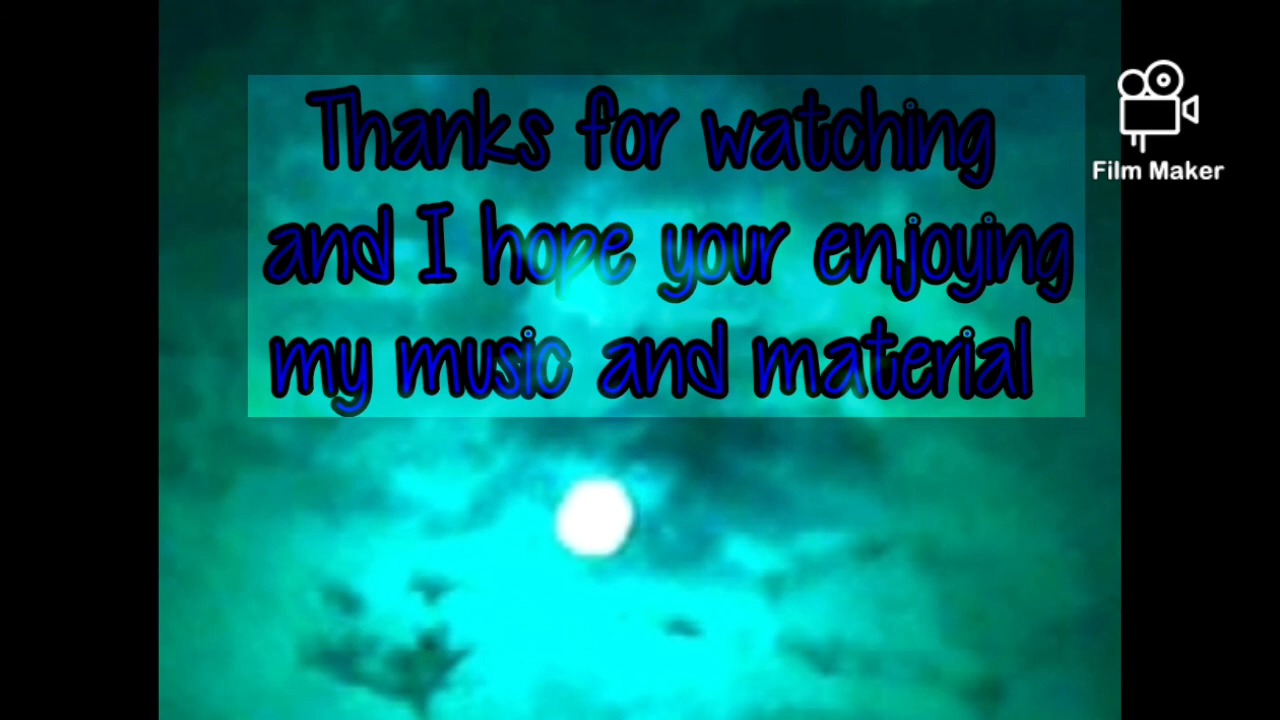 Thanks for watching
and I hope your enjoying
my music and material
Film Maker